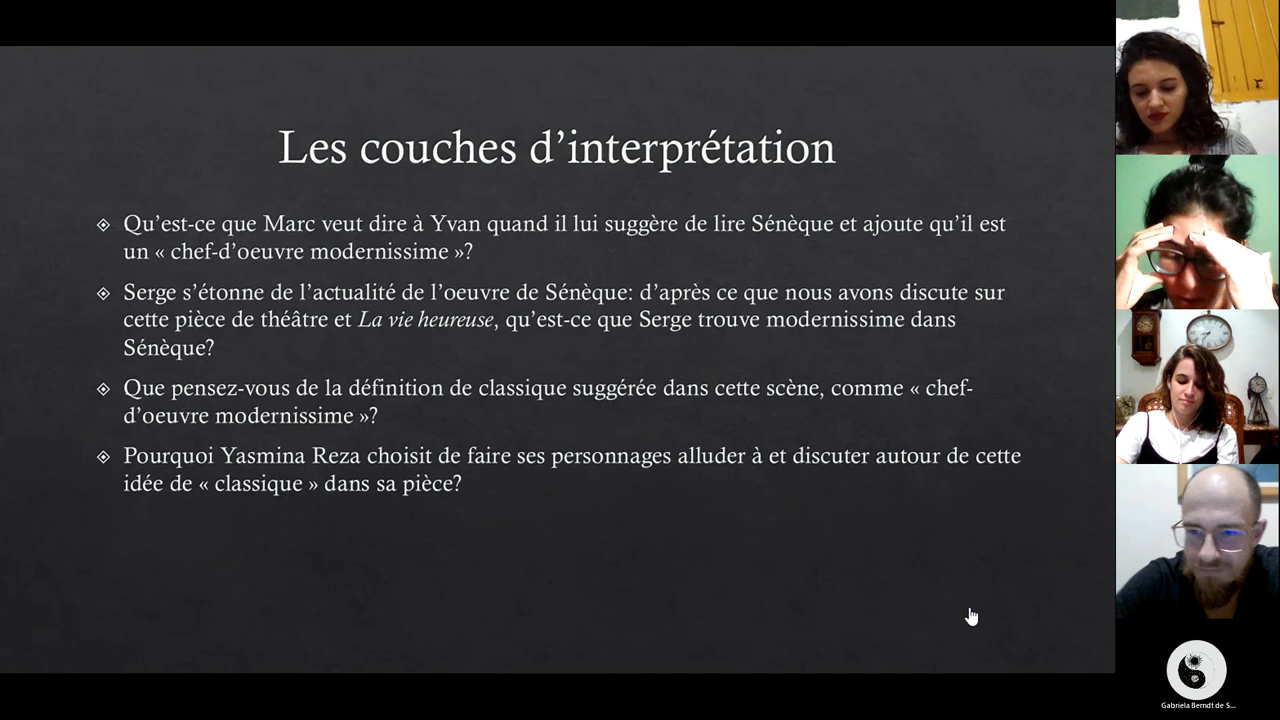 Les couches d’interprétation
Qu’est-ce que Marc veut dire à Yvan quand il lui suggère de lire Sénèque et ajoute qu’il est
un « chef-d’oeuvre modernissime »?
Serge s’étonne de l’actualité de l’oeuvre de Sénèque: d’après ce que nous avons discute sur
cette pièce de théâtre et La vie heureuse, qu’est-ce que Serge trouve modernissime dans
Sénèque?
Que pensez-vous de la définition de classique suggérée dans cette scène, comme « chef-
d’oeuvre modernissime »?
Pourquoi Yasmina Reza choisit de faire ses personnages alluder à et discuter autour de cette
idée de « classique » dans sa pièce?
Gabriela Berndt de S...